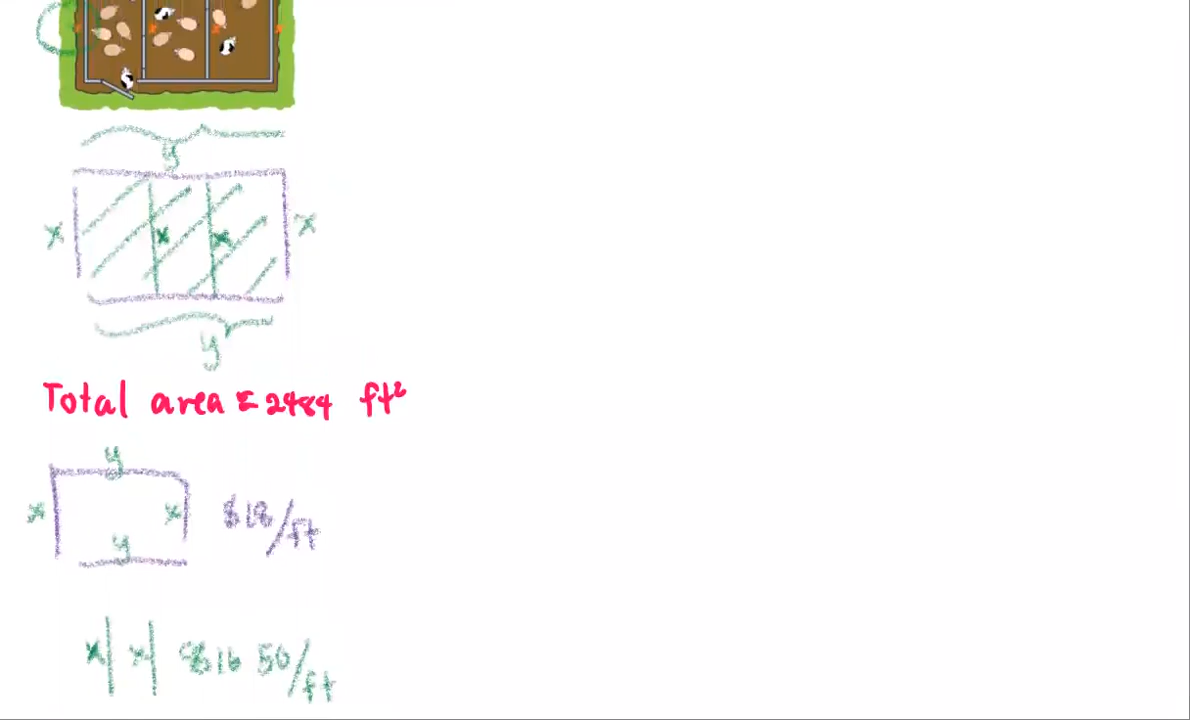 y
x x x x
y
Total area = 2484 ft²
y
x x $18/ft
y
x x $16 50/ft